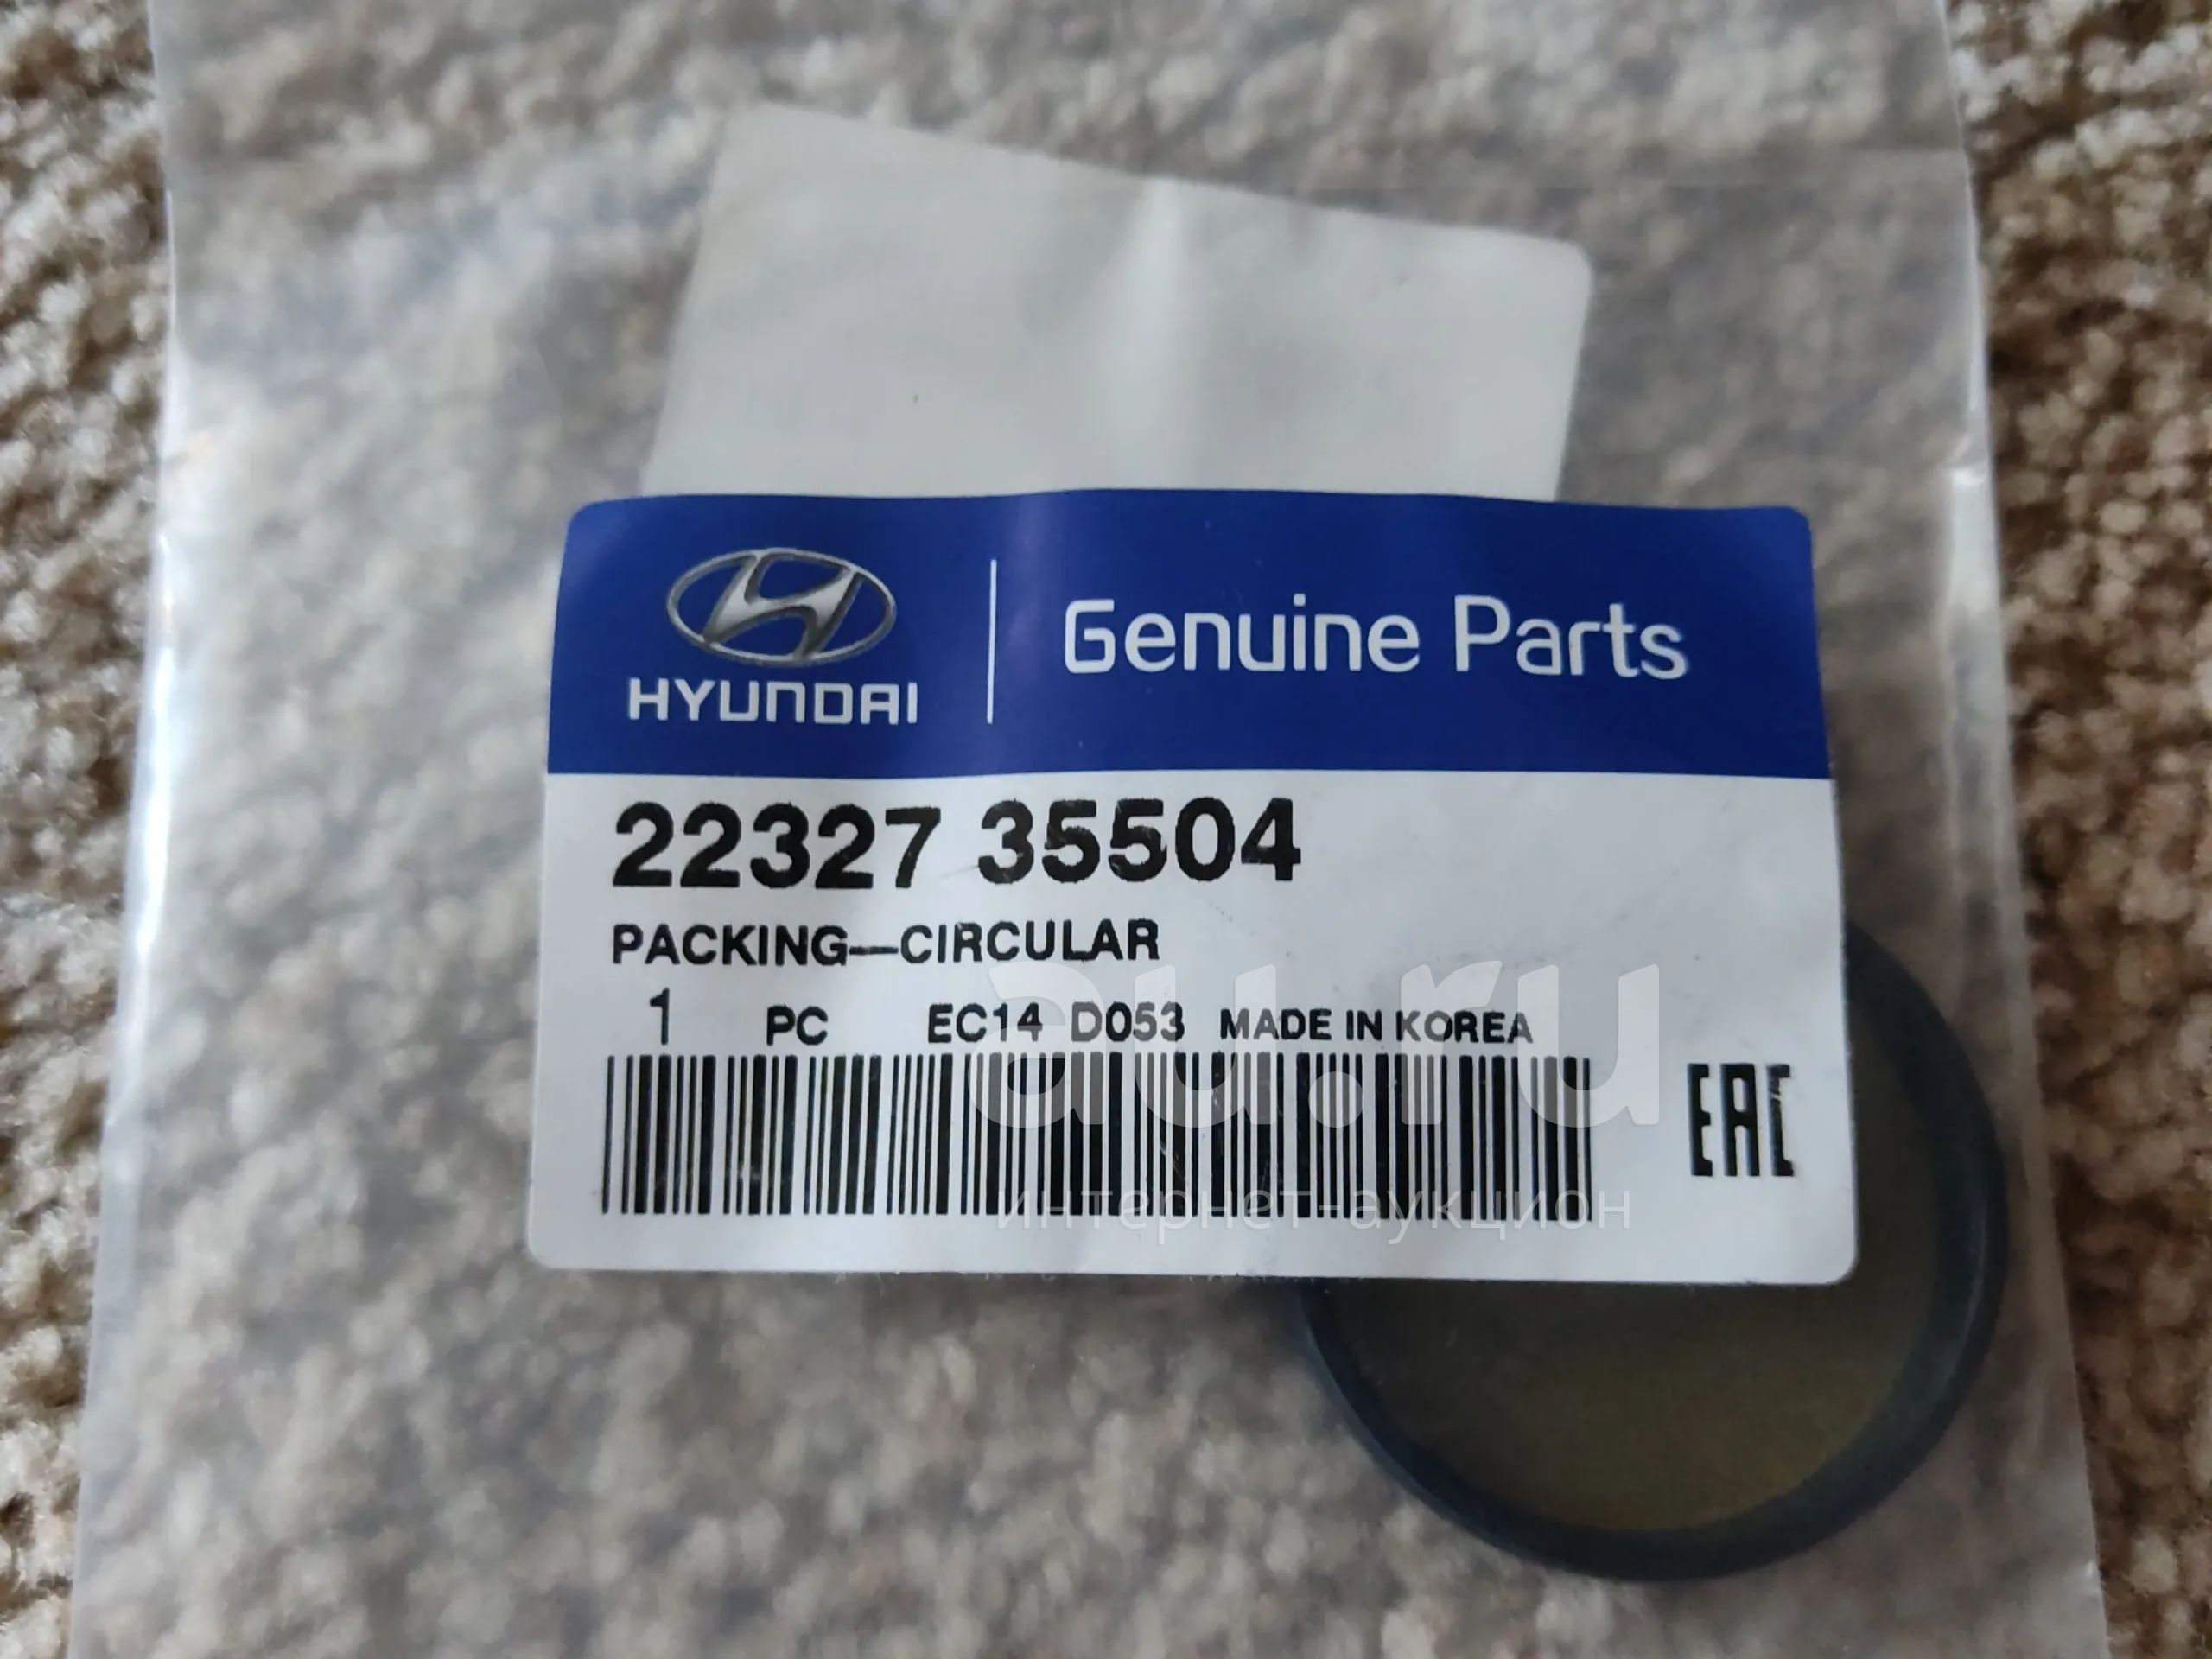 HYUNDAI
Genuine Parts
22327 35504
PACKING—CIRCULAR
1 PC EC14 D053 MADE IN KOREA
EAC
au.ru
интернет-аукцион